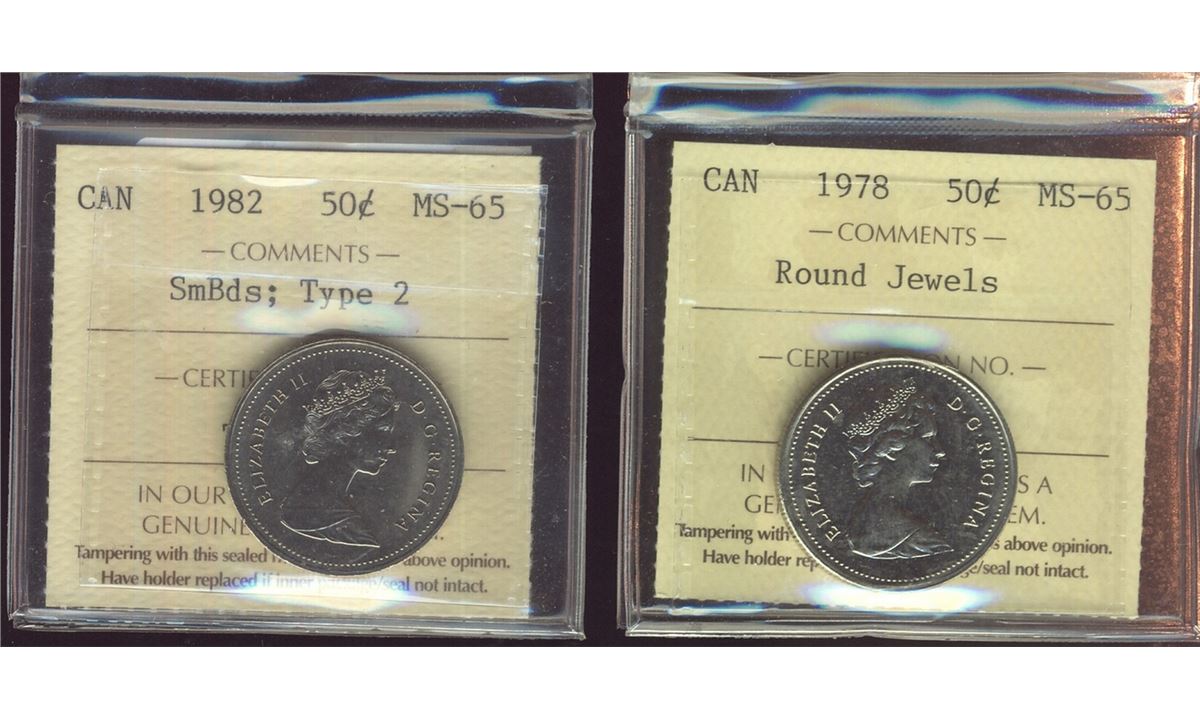 CAN 1982 50¢ MS-65
— COMMENTS —
SmBds; Type 2
— CERTI
IN OUR
GENUINE
Tampering with this sealed above opinion.
Have holder replaced if inner seal not intact.
ELIZABETH II D·G·REGINA
CAN 1978 50¢ MS-65
— COMMENTS —
Round Jewels
— CERTIFICATION NO. —
IN S A
GE EM.
Tampering with s above opinion.
Have holder rep ge/seal not intact.
ELIZABETH II D·G·REGINA